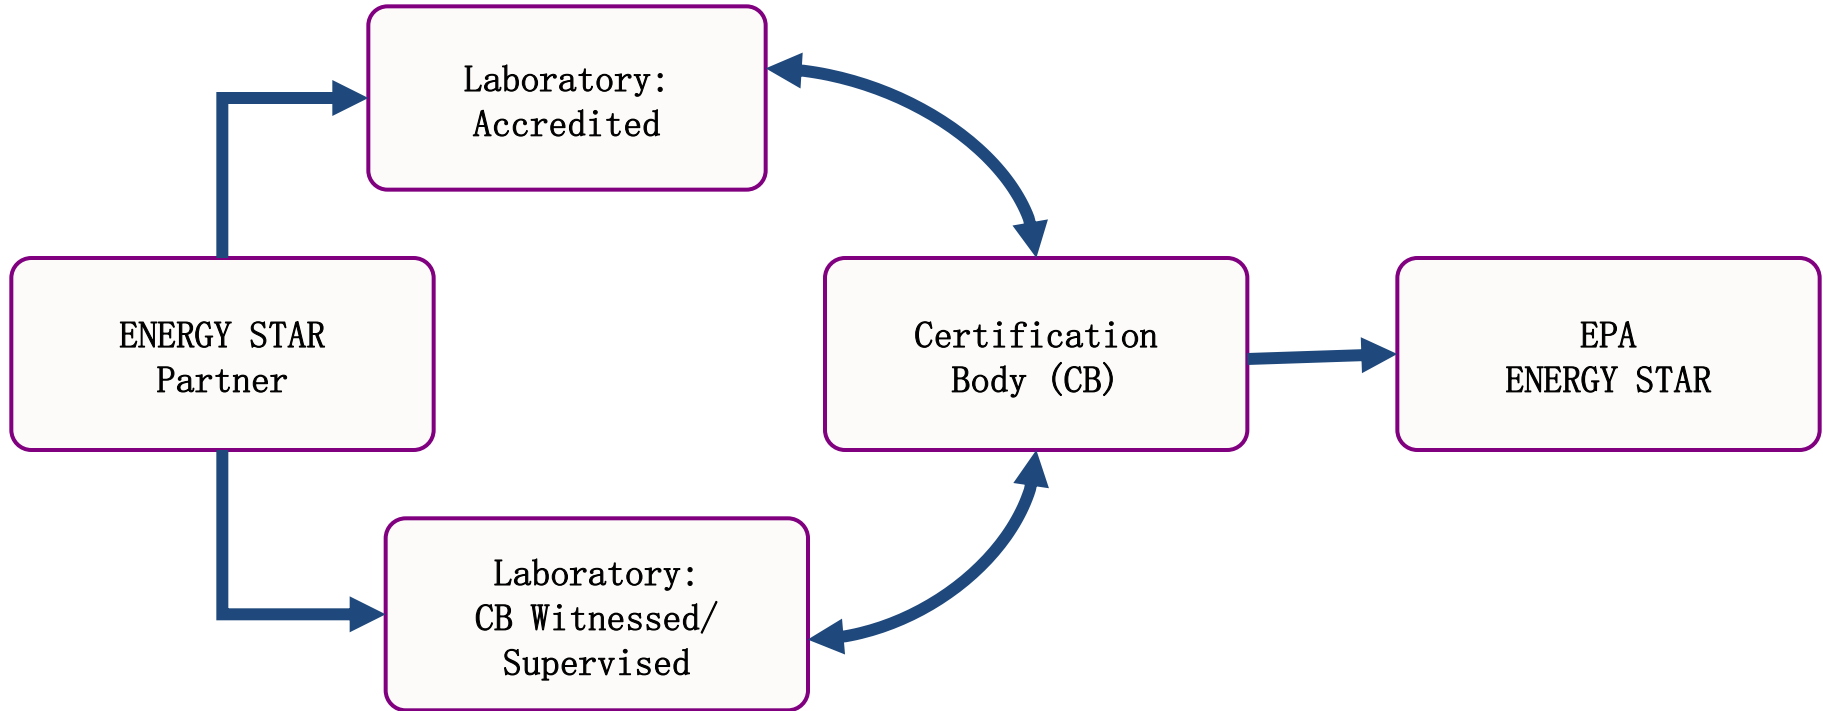 Laboratory:
Accredited
ENERGY STAR
Partner
Certification
Body (CB)
EPA
ENERGY STAR
Laboratory:
CB Witnessed/
Supervised